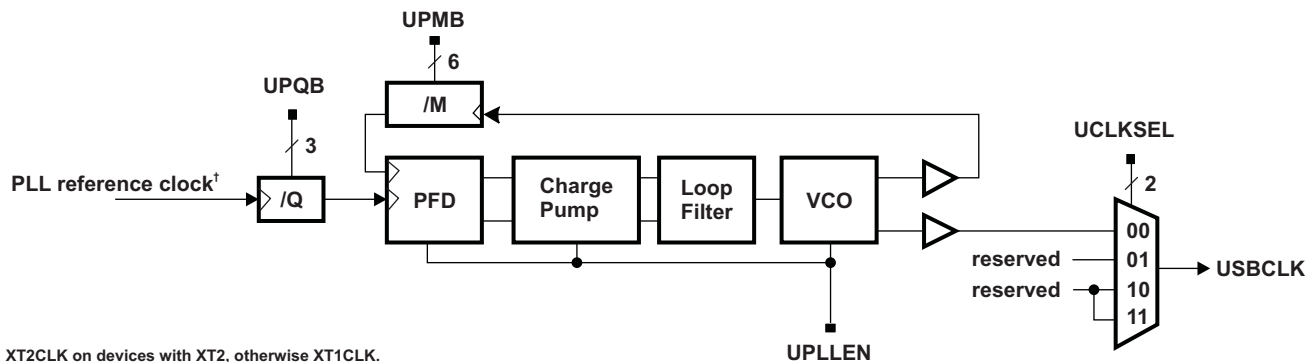 UPMB
6
UPQB
/M
3
UCLKSEL
2
PLL reference clock†
/Q
PFD
Charge
Pump
Loop
Filter
VCO
00
reserved
01
USBCLK
reserved
10
11
UPLLEN
XT2CLK on devices with XT2, otherwise XT1CLK.